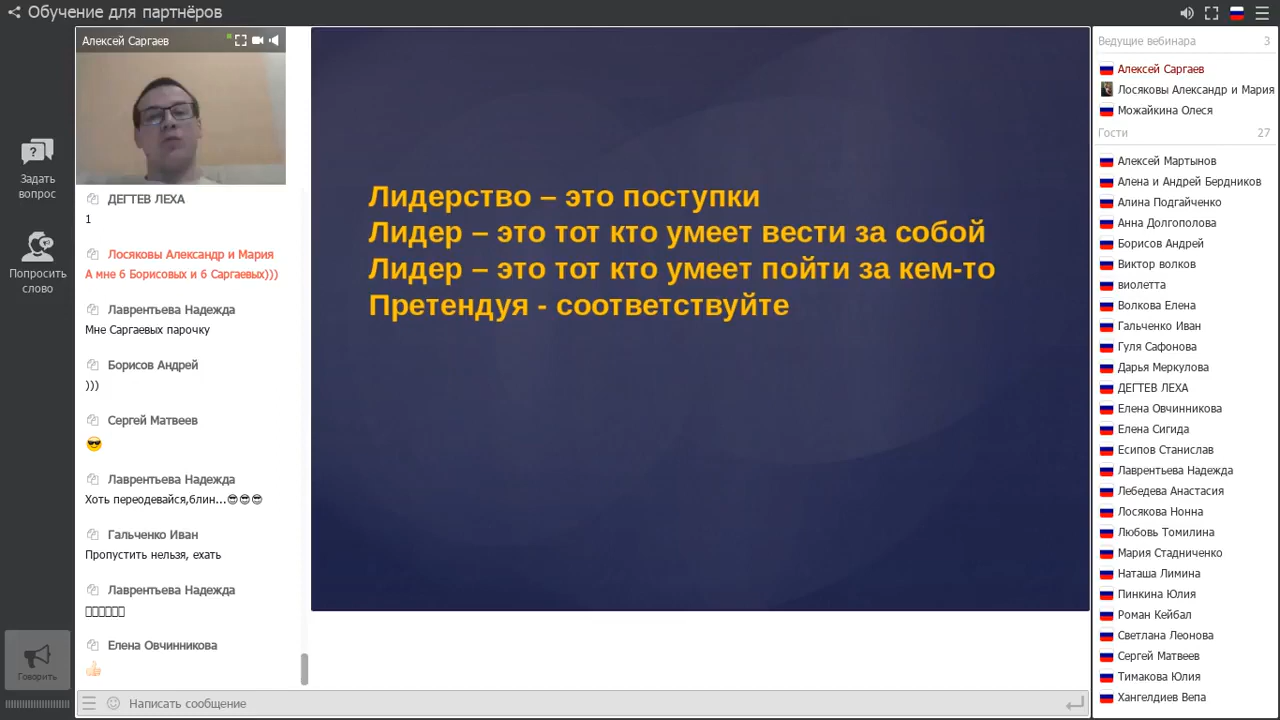 Обучение для партнёров
Задать
вопрос
Попросить
слово
Говорить
Алексей Саргаев
ДЕГТЕВ ЛЕХА
1
Лосяковы Александр и Мария
А мне 6 Борисовых и 6 Саргаевых)))
Лаврентьева Надежда
Мне Саргаевых парочку
Борисов Андрей
)))
Сергей Матвеев
😎
Лаврентьева Надежда
Хоть переодевайся,блин...😎😎😎
Гальченко Иван
Пропустить нельзя, ехать
Лаврентьева Надежда
Елена Овчинникова
👍
Написать сообщение
Лидерство – это поступки
Лидер – это тот кто умеет вести за собой
Лидер – это тот кто умеет пойти за кем-то
Претендуя - соответствуйте
Ведущие вебинара 3
Алексей Саргаев
Лосяковы Александр и Мария
Можайкина Олеся
Гости 27
Алексей Мартынов
Алена и Андрей Бердников
Алина Подгайченко
Анна Долгополова
Борисов Андрей
Виктор волков
виолетта
Волкова Елена
Гальченко Иван
Гуля Сафонова
Дарья Меркулова
ДЕГТЕВ ЛЕХА
Елена Овчинникова
Елена Сигида
Есипов Станислав
Лаврентьева Надежда
Лебедева Анастасия
Лосякова Нонна
Любовь Томилина
Мария Стадниченко
Наташа Лимина
Пинкина Юлия
Роман Кейбал
Светлана Леонова
Сергей Матвеев
Тимакова Юлия
Хангелдиев Вепа